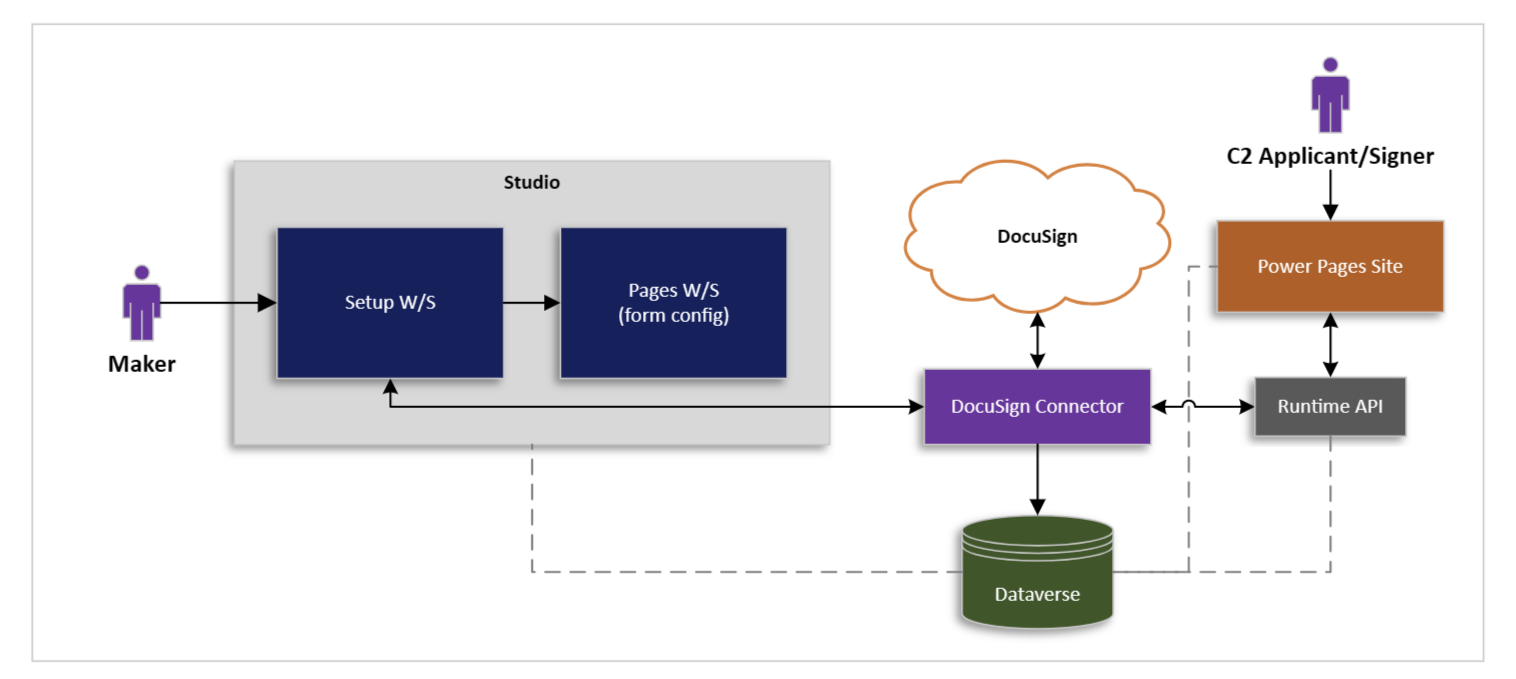 C2 Applicant/Signer
Studio
DocuSign
Power Pages Site
Setup W/S
Pages W/S
(form config)
Maker
DocuSign Connector
Runtime API
Dataverse